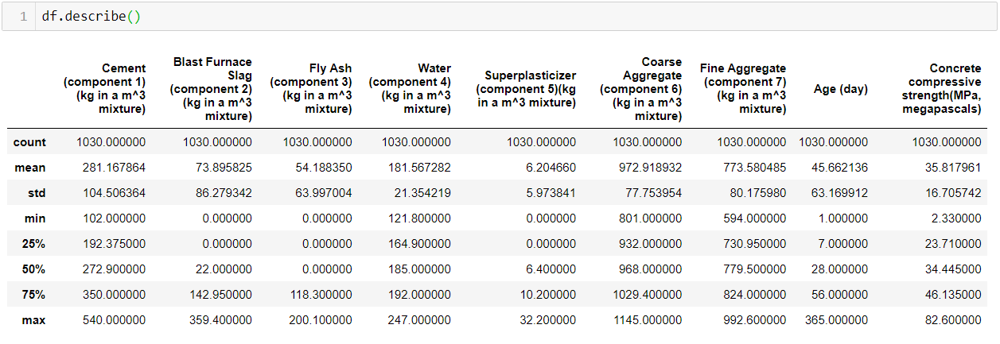 1 df.describe()
Cement (component 1) (kg in a m^3 mixture) Blast Furnace Slag (component 2) (kg in a m^3 mixture) Fly Ash (component 3) (kg in a m^3 mixture) Water (component 4) (kg in a m^3 mixture) Superplasticizer (component 5)(kg in a m^3 mixture) Coarse Aggregate (component 6) (kg in a m^3 mixture) Fine Aggregate (component 7) (kg in a m^3 mixture) Age (day) Concrete compressive strength(MPa, megapascals)
count 1030.000000 1030.000000 1030.000000 1030.000000 1030.000000 1030.000000 1030.000000 1030.000000 1030.000000
mean 281.167864 73.895825 54.188350 181.567282 6.204660 972.918932 773.580485 45.662136 35.817961
std 104.506364 86.279342 63.997004 21.354219 5.973841 77.753954 80.175980 63.169912 16.705742
min 102.000000 0.000000 0.000000 121.800000 0.000000 801.000000 594.000000 1.000000 2.330000
25% 192.375000 0.000000 0.000000 164.900000 0.000000 932.000000 730.950000 7.000000 23.710000
50% 272.900000 22.000000 0.000000 185.000000 6.400000 968.000000 779.500000 28.000000 34.445000
75% 350.000000 142.950000 118.300000 192.000000 10.200000 1029.400000 824.000000 56.000000 46.135000
max 540.000000 359.400000 200.100000 247.000000 32.200000 1145.000000 992.600000 365.000000 82.600000